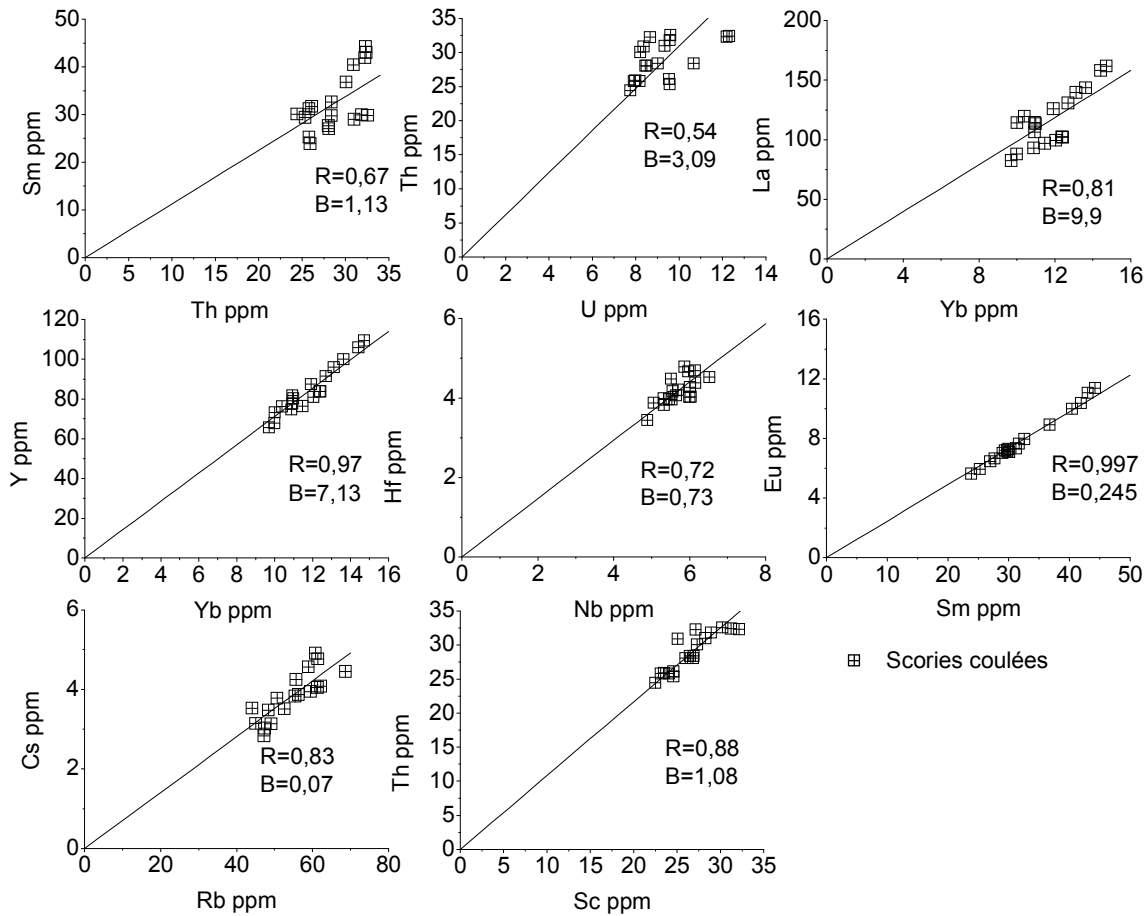 50
40
30
20
10
0
0 5 10 15 20 25 30 35
Sm ppm
Th ppm
R=0,67
B=1,13
35
30
25
20
15
10
5
0
0 2 4 6 8 10 12 14
Th ppm
U ppm
R=0,54
B=3,09
200
150
100
50
0
0 4 8 12 16
La ppm
Yb ppm
R=0,81
B=9,9
120
100
80
60
40
20
0
0 2 4 6 8 10 12 14 16
Y ppm
Yb ppm
R=0,97
B=7,13
6
4
2
0
0 2 4 6 8
Hf ppm
Nb ppm
R=0,72
B=0,73
16
12
8
4
0
0 10 20 30 40 50
Eu ppm
Sm ppm
R=0,997
B=0,245
6
4
2
0
0 20 40 60 80
Cs ppm
Rb ppm
R=0,83
B=0,07
35
30
25
20
15
10
5
0
0 5 10 15 20 25 30 35
Th ppm
Sc ppm
R=0,88
B=1,08
Scories coulées